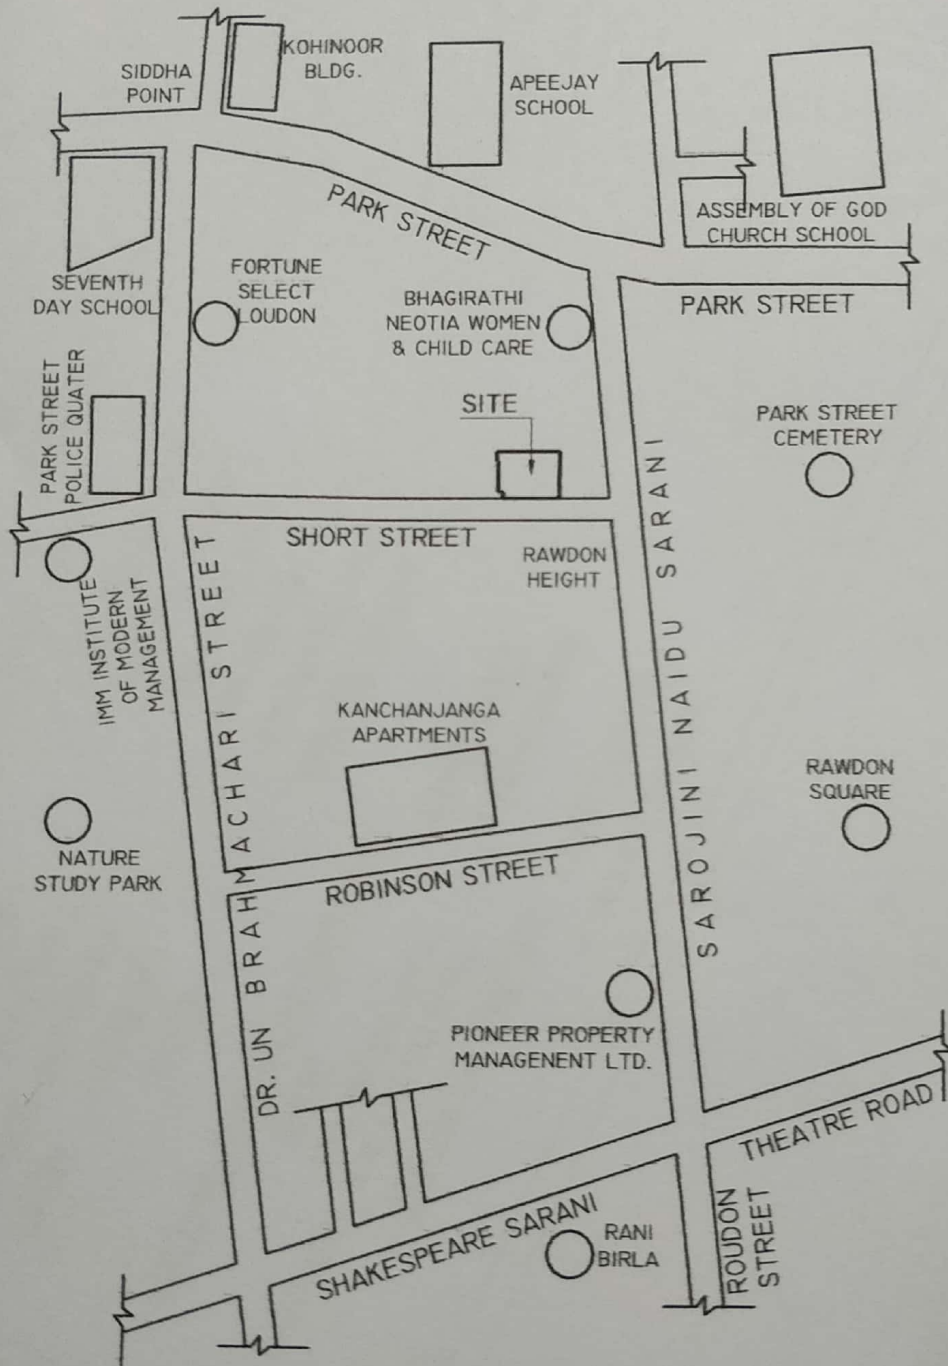 KOHINOOR
BLDG.
SIDDHA
POINT
APEEJAY
SCHOOL
ASSEMBLY OF GOD
CHURCH SCHOOL
PARK STREET
PARK STREET
SEVENTH
DAY SCHOOL
FORTUNE
SELECT
LOUDON
BHAGIRATHI
NEOTIA WOMEN
& CHILD CARE
SITE
PARK STREET
POLICE QUATER
PARK STREET
CEMETERY
SHORT STREET
RAWDON
HEIGHT
IMM INSTITUTE
OF MODERN
MANAGEMENT
DR. UN BRAHMACHARI STREET
SAROJINI NAIDU SARANI
KANCHANJANGA
APARTMENTS
RAWDON
SQUARE
NATURE
STUDY PARK
ROBINSON STREET
PIONEER PROPERTY
MANAGENENT LTD.
THEATRE ROAD
SHAKESPEARE SARANI
RANI
BIRLA
ROUDON
STREET